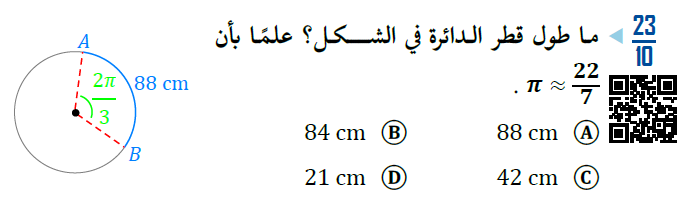 23/10 ما طول قطر الدائرة في الشكل؟ علمًا بأن
π ≈ 22/7 .
A 88 cm B 84 cm
C 42 cm D 21 cm
A
88 cm
2π/3
B